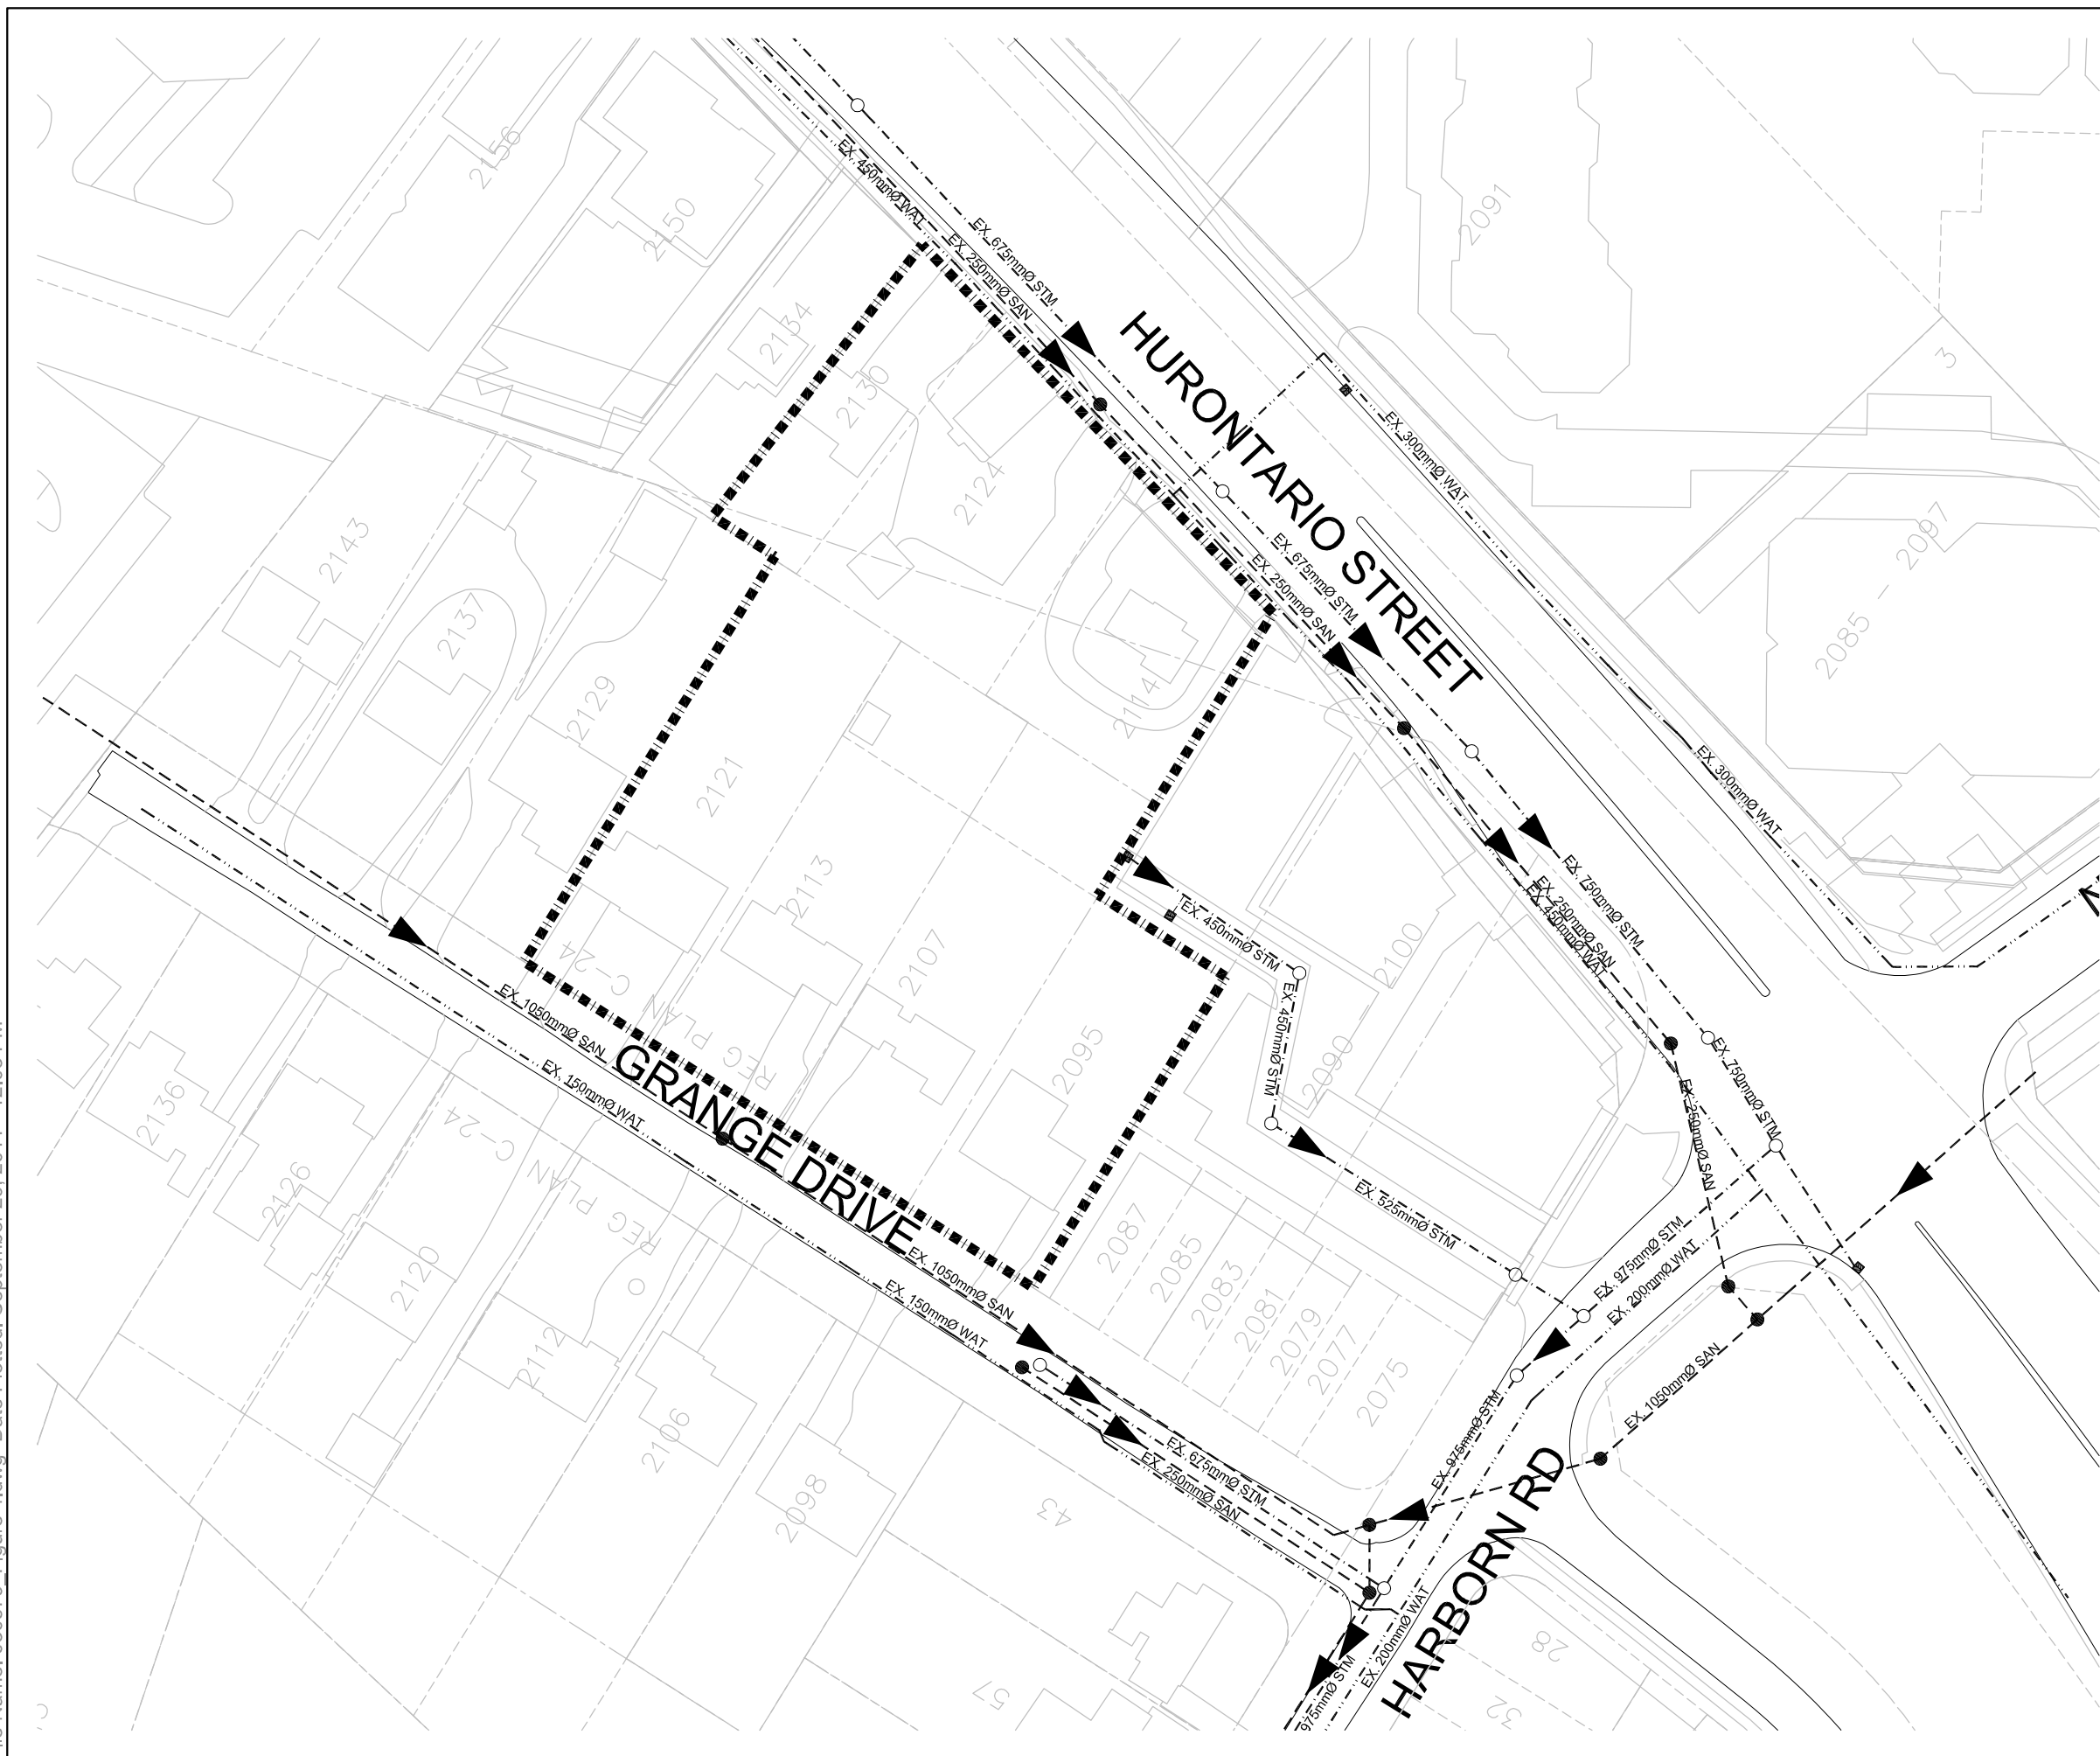 2156
2150
2134
2130
2124
2114
2091
3
2085 - 2097
EX. 450mmØ WAT
EX. 250mmØ SAN
EX. 675mmØ STM
HURONTARIO STREET
EX. 300mmØ WAT
EX. 250mmØ SAN
EX. 675mmØ STM
EX. 300mmØ WAT
2143
2137
2129
2121
2113
2107
2095
2100
2090
EX. 750mmØ STM
EX. 250mmØ SAN
EX. 450mmØ WAT
EX. 450mmØ STM
EX. 450mmØ STM
EX. 750mmØ STM
EX. 250mmØ SAN
EX. 525mmØ STM
EX. 975mmØ STM
EX. 200mmØ WAT
EX. 1050mmØ SAN
EX. 1050mmØ SAN
EX. 150mmØ WAT
GRANGE DRIVE
REC PLAN C-24
REC PLAN C-24
EX. 1050mmØ SAN
EX. 150mmØ WAT
2136
2126
2120
2112
2106
2098
2087
2085
2083
2081
2079
2077
2075
EX. 675mmØ STM
EX. 250mmØ SAN
EX. 975mmØ STM
HARBORN RD
EX. 200mmØ WAT
975mmØ STM
43
57
28
32